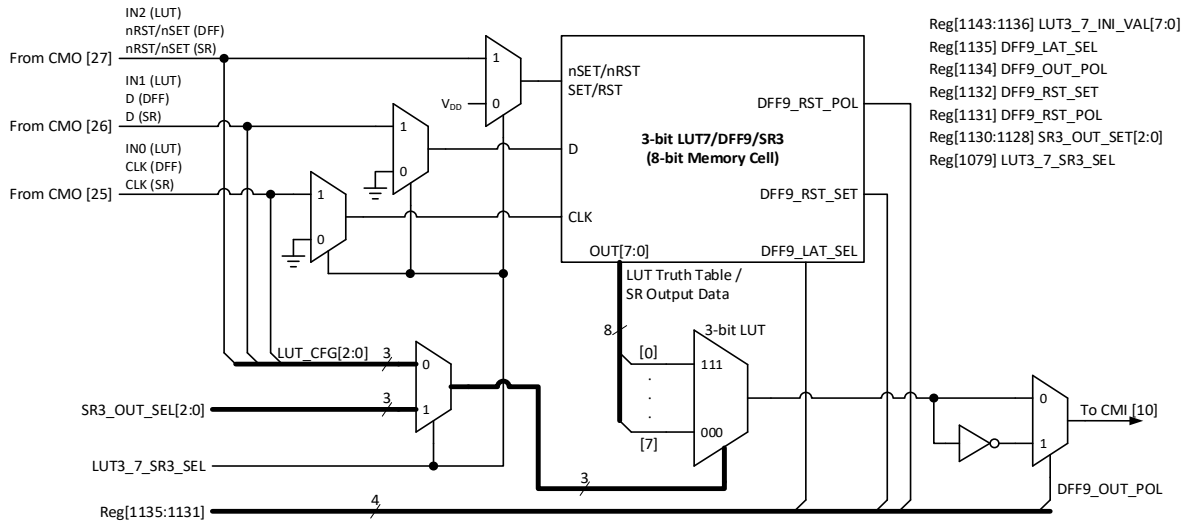 IN2 (LUT)
nRST/nSET (DFF)
nRST/nSET (SR)
From CMO [27]
IN1 (LUT)
D (DFF)
D (SR)
From CMO [26]
IN0 (LUT)
CLK (DFF)
CLK (SR)
From CMO [25]
1
VDD
0
1
0
1
0
nSET/nRST
SET/RST
D
CLK
3-bit LUT7/DFF9/SR3
(8-bit Memory Cell)
DFF9_RST_POL
DFF9_RST_SET
DFF9_LAT_SEL
OUT[7:0]
Reg[1143:1136] LUT3_7_INI_VAL[7:0]
Reg[1135] DFF9_LAT_SEL
Reg[1134] DFF9_OUT_POL
Reg[1132] DFF9_RST_SET
Reg[1131] DFF9_RST_POL
Reg[1130:1128] SR3_OUT_SET[2:0]
Reg[1079] LUT3_7_SR3_SEL
LUT Truth Table /
SR Output Data
8
3-bit LUT
[0]
111
.
.
.
.
[7]
000
LUT_CFG[2:0]
3
0
SR3_OUT_SEL[2:0]
3
1
LUT3_7_SR3_SEL
3
0
1
To CMI [10]
DFF9_OUT_POL
Reg[1135:1131]
4